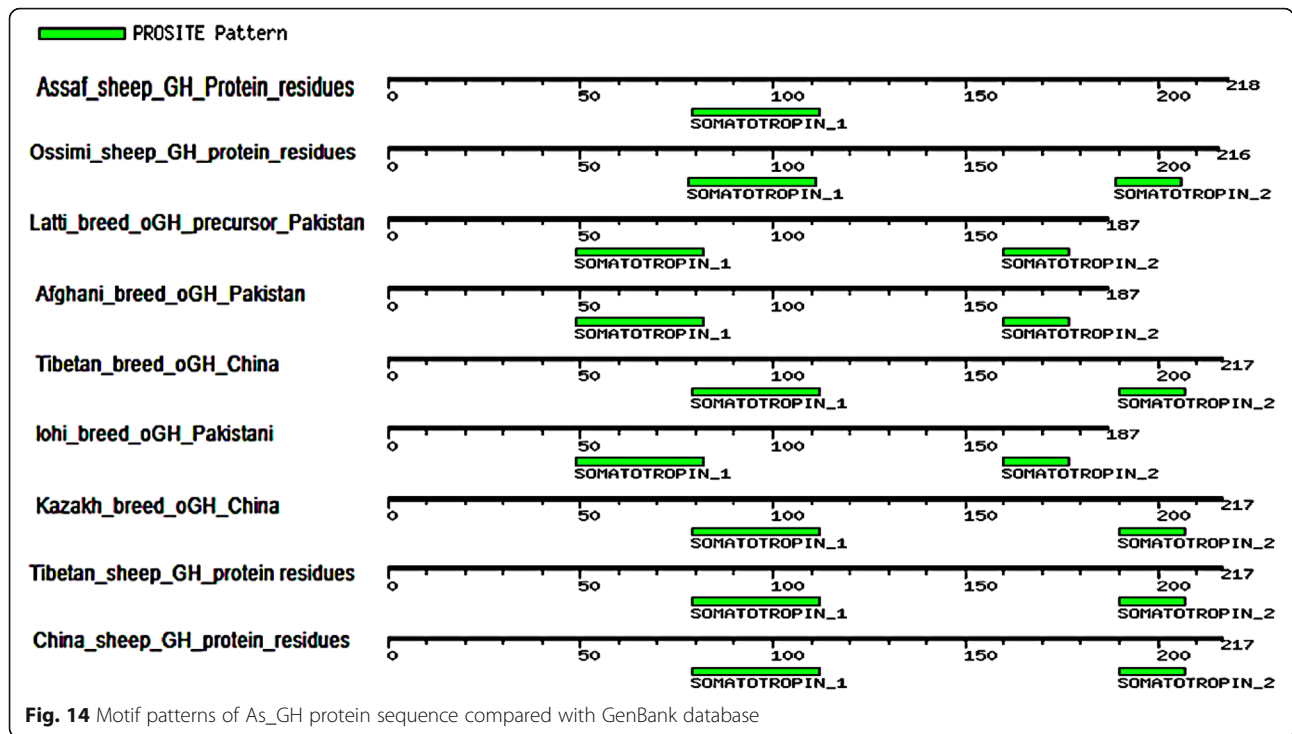 PROSITE Pattern
Assaf_sheep_GH_Protein_residues
0 50 100 150 200 218
SOMATOTROPIN_1
Ossimi_sheep_GH_protein_residues
0 50 100 150 200 216
SOMATOTROPIN_1 SOMATOTROPIN_2
Latti_breed_oGH_precursor_Pakistan
0 50 100 150 187
SOMATOTROPIN_1 SOMATOTROPIN_2
Afghani_breed_oGH_Pakistan
0 50 100 150 187
SOMATOTROPIN_1 SOMATOTROPIN_2
Tibetan_breed_oGH_China
0 50 100 150 200 217
SOMATOTROPIN_1 SOMATOTROPIN_2
lohi_breed_oGH_Pakistani
0 50 100 150 187
SOMATOTROPIN_1 SOMATOTROPIN_2
Kazakh_breed_oGH_China
0 50 100 150 200 217
SOMATOTROPIN_1 SOMATOTROPIN_2
Tibetan_sheep_GH_protein residues
0 50 100 150 200 217
SOMATOTROPIN_1 SOMATOTROPIN_2
China_sheep_GH_protein_residues
0 50 100 150 200 217
SOMATOTROPIN_1 SOMATOTROPIN_2
Fig. 14 Motif patterns of As_GH protein sequence compared with GenBank database